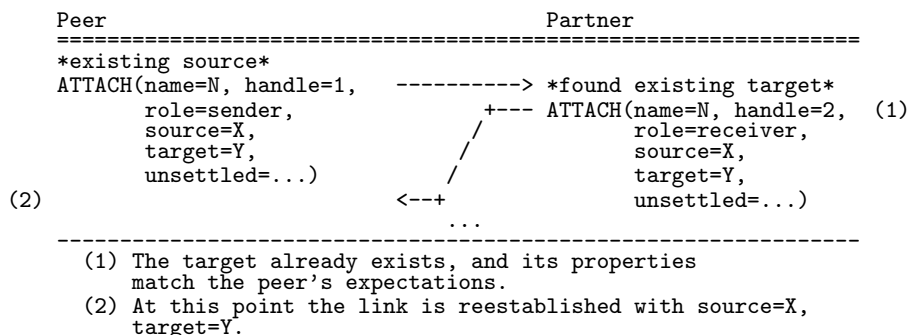 Peer Partner
================================================================
*existing source*
ATTACH(name=N, handle=1, ----------> *found existing target*
role=sender, +--- ATTACH(name=N, handle=2, (1)
source=X, / role=receiver,
target=Y, / source=X,
unsettled=...) / target=Y,
(2) <--+ unsettled=...)
...
----------------------------------------------------------------
(1) The target already exists, and its properties
match the peer's expectations.
(2) At this point the link is reestablished with source=X,
target=Y.